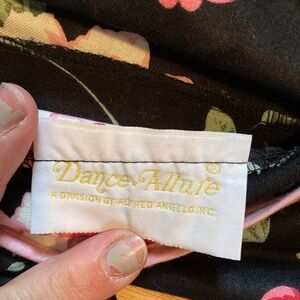 Dance-Allure®
A DIVISION OF ALFRED ANGELO INC.